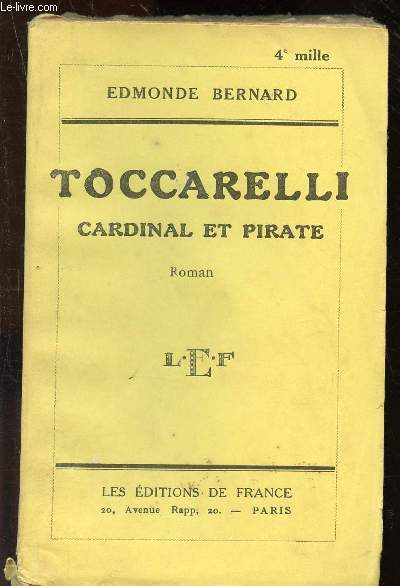 Le-Livre.com
4e mille
EDMONDE BERNARD
TOCCARELLI
CARDINAL ET PIRATE
Roman
L·E·F
LES ÉDITIONS DE FRANCE
20, Avenue Rapp, 20. — PARIS